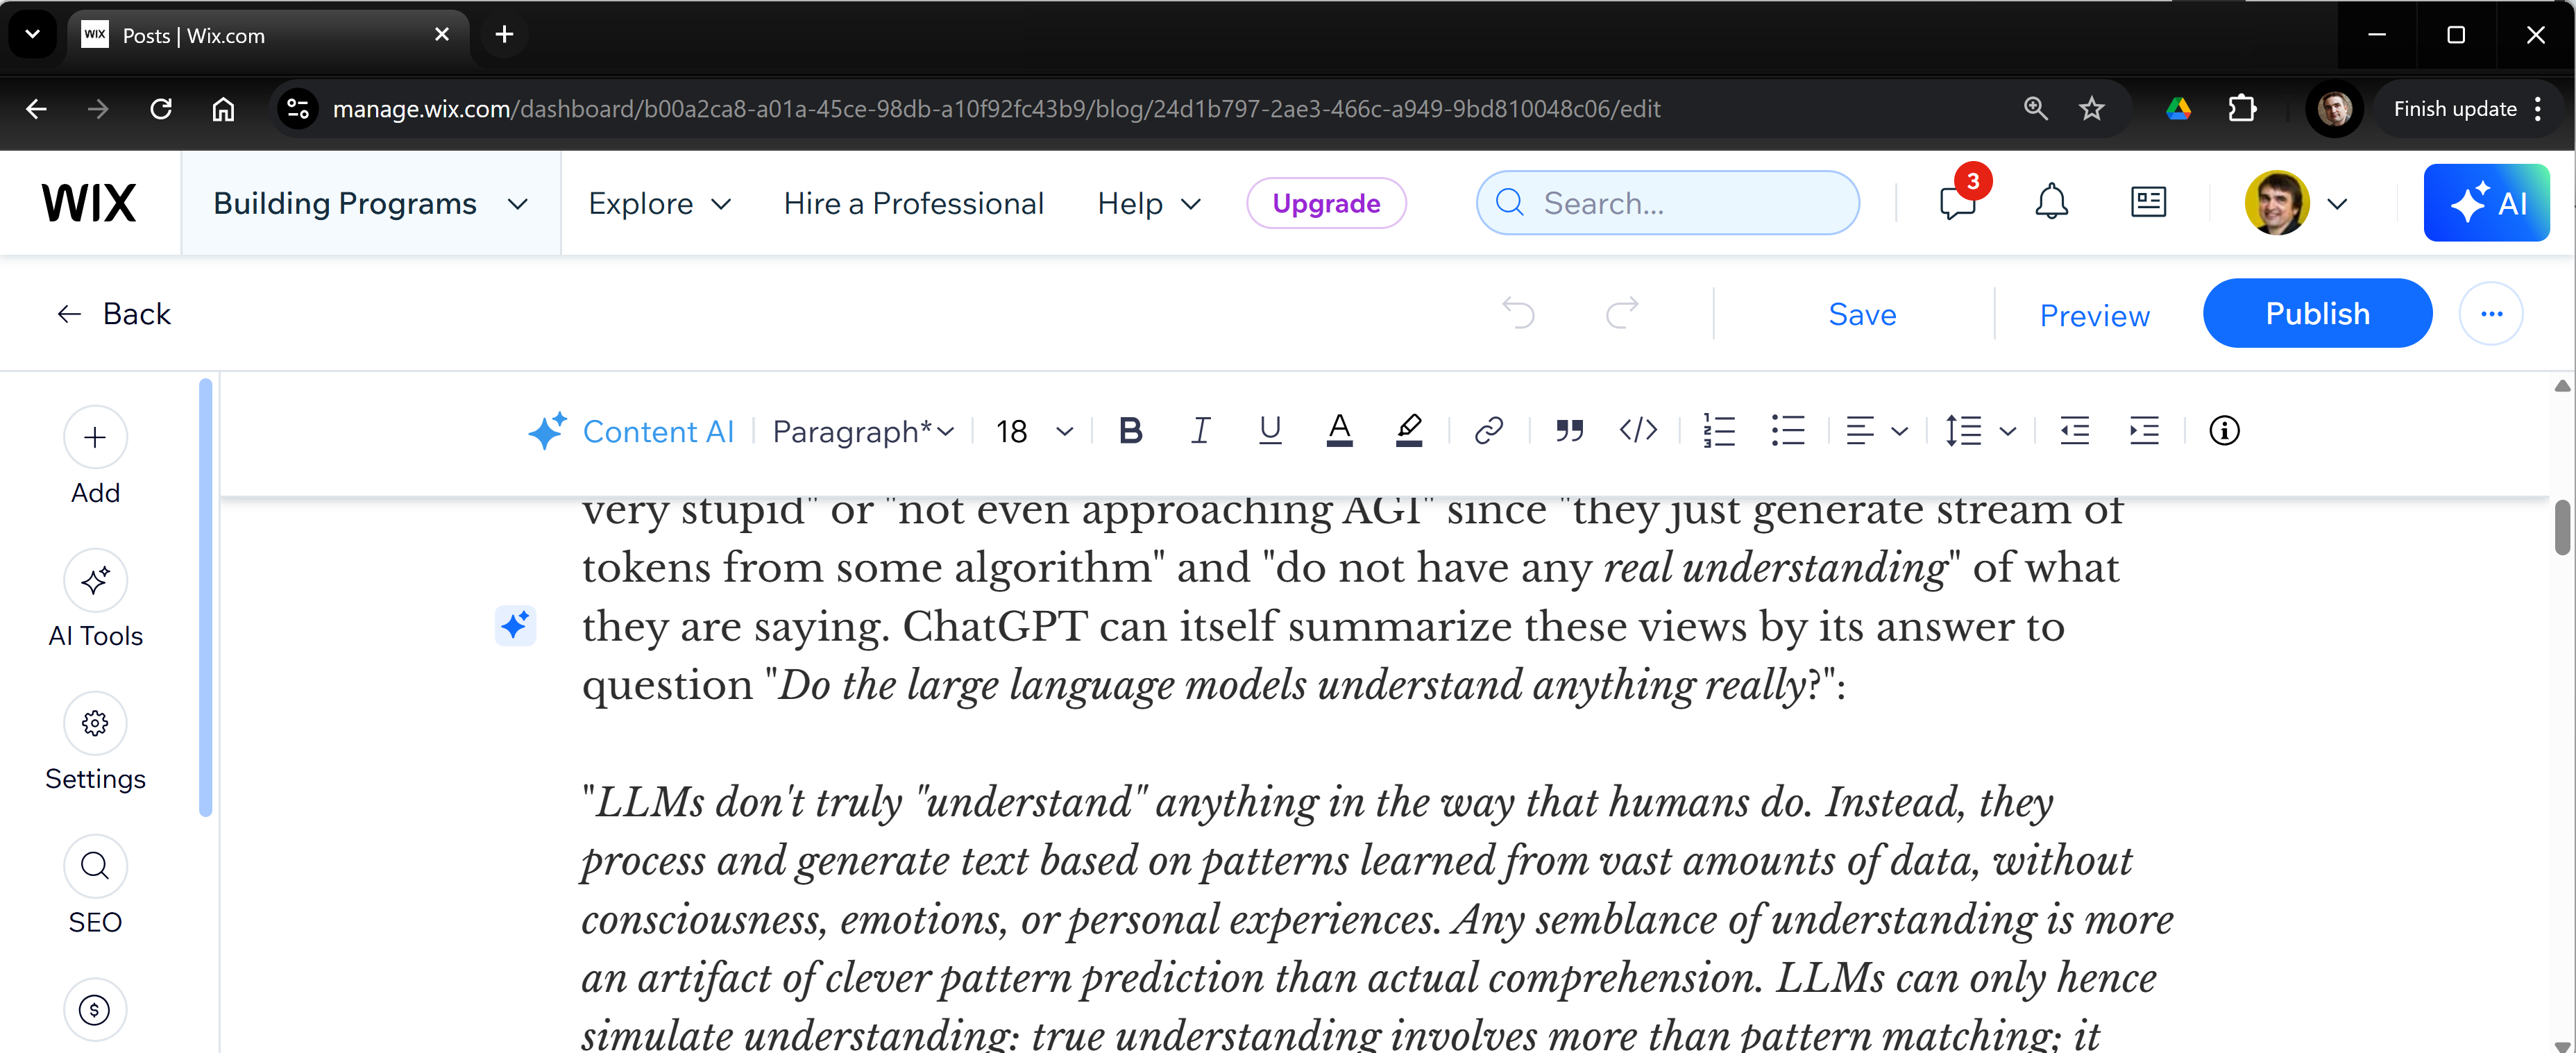 WIX Posts | Wix.com
manage.wix.com/dashboard/b00a2ca8-a01a-45ce-98db-a10f92fc43b9/blog/24d1b797-2ae3-466c-a949-9bd810048c06/edit
Finish update
WIX
Building Programs
Explore
Hire a Professional
Help
Upgrade
Search...
3
AI
Back
Save
Preview
Publish
Add
AI Tools
Settings
SEO
Content AI
Paragraph*
18
B I U A
very stupid" or "not even approaching AGI" since "they just generate stream of
tokens from some algorithm" and "do not have any real understanding" of what
they are saying. ChatGPT can itself summarize these views by its answer to
question "Do the large language models understand anything really?":
"LLMs don't truly "understand" anything in the way that humans do. Instead, they
process and generate text based on patterns learned from vast amounts of data, without
consciousness, emotions, or personal experiences. Any semblance of understanding is more
an artifact of clever pattern prediction than actual comprehension. LLMs can only hence
simulate understanding: true understanding involves more than pattern matching; it